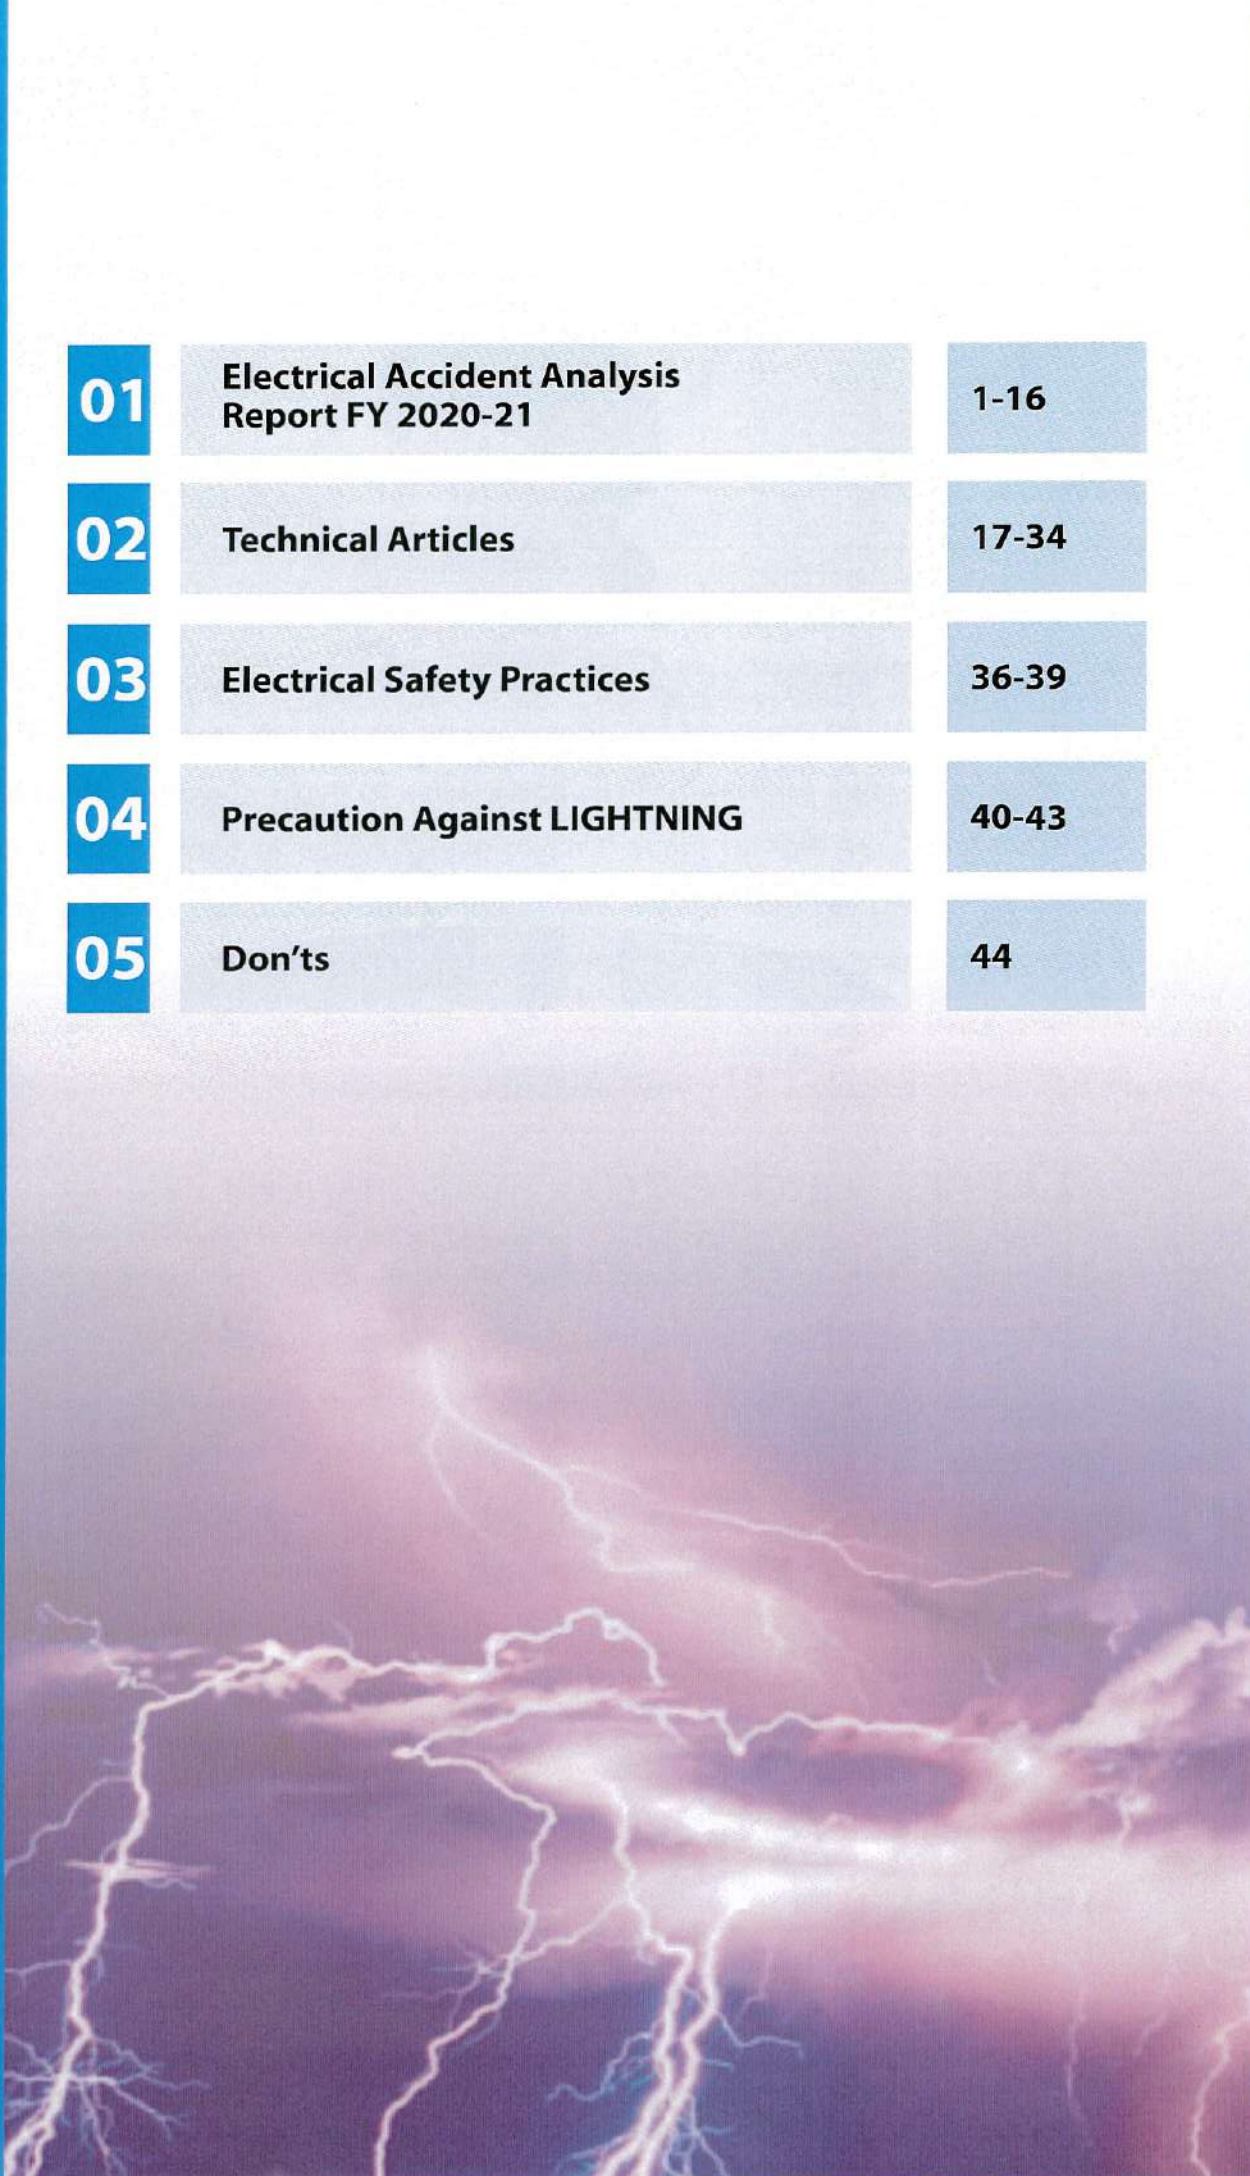 01
Electrical Accident Analysis
Report FY 2020-21
1-16
02
Technical Articles
17-34
03
Electrical Safety Practices
36-39
04
Precaution Against LIGHTNING
40-43
05
Don’ts
44